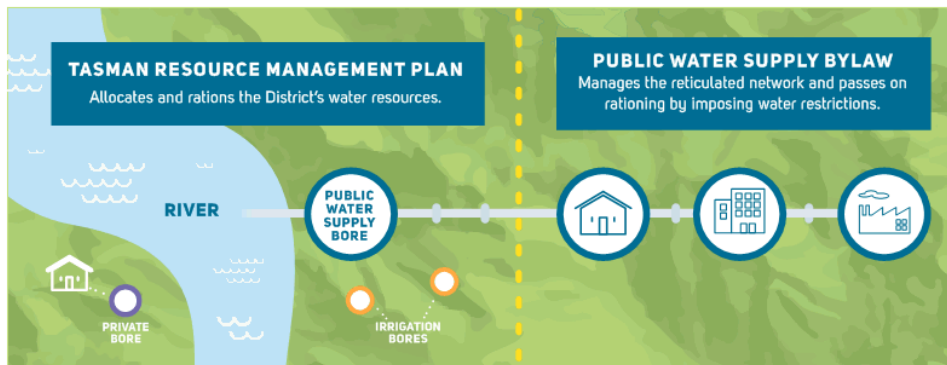 TASMAN RESOURCE MANAGEMENT PLAN
Allocates and rations the District's water resources.
PUBLIC WATER SUPPLY BYLAW
Manages the reticulated network and passes on
rationing by imposing water restrictions.
RIVER
PUBLIC
WATER
SUPPLY
BORE
PRIVATE
BORE
IRRIGATION
BORES